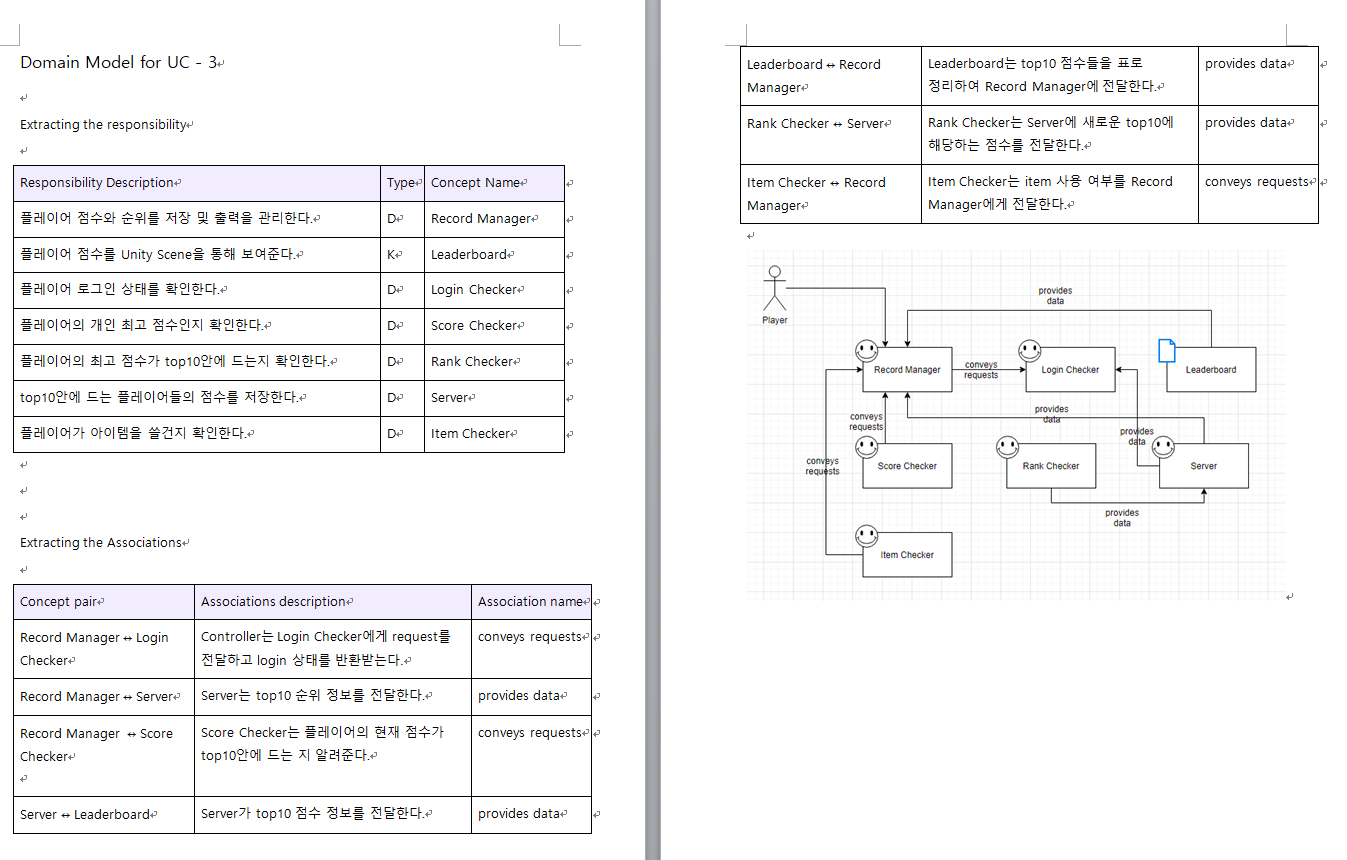 Domain Model for UC - 3
Extracting the responsibility
Responsibility Description Type Concept Name
플레이어 점수와 순위를 저장 및 출력을 관리한다. D Record Manager
플레이어 점수를 Unity Scene을 통해 보여준다. K Leaderboard
플레이어 로그인 상태를 확인한다. D Login Checker
플레이어의 개인 최고 점수인지 확인한다. D Score Checker
플레이어의 최고 점수가 top10안에 드는지 확인한다. D Rank Checker
top10안에 드는 플레이어들의 점수를 저장한다. D Server
플레이어가 아이템을 쓸건지 확인한다. D Item Checker
Extracting the Associations
Concept pair Associations description Association name
Record Manager ↔ Login Controller는 Login Checker에게 request를 conveys requests
Checker 전달하고 login 상태를 반환받는다.
Record Manager ↔ Server Server는 top10 순위 정보를 전달한다. provides data
Record Manager ↔ Score Score Checker는 플레이어의 현재 점수가 conveys requests
Checker top10안에 드는 지 알려준다.
Server ↔ Leaderboard Server가 top10 점수 정보를 전달한다. provides data
Leaderboard ↔ Record Leaderboard는 top10 점수들을 표로 provides data
Manager 정리하여 Record Manager에 전달한다.
Rank Checker ↔ Server Rank Checker는 Server에 새로운 top10에 provides data
해당하는 점수를 전달한다.
Item Checker ↔ Record Item Checker는 item 사용 여부를 Record conveys requests
Manager Manager에게 전달한다.
provides
data
Player
Record Manager
conveys
requests
Login Checker
Leaderboard
conveys
requests
provides
data
provides
data
conveys
requests
Score Checker
Rank Checker
Server
provides
data
Item Checker